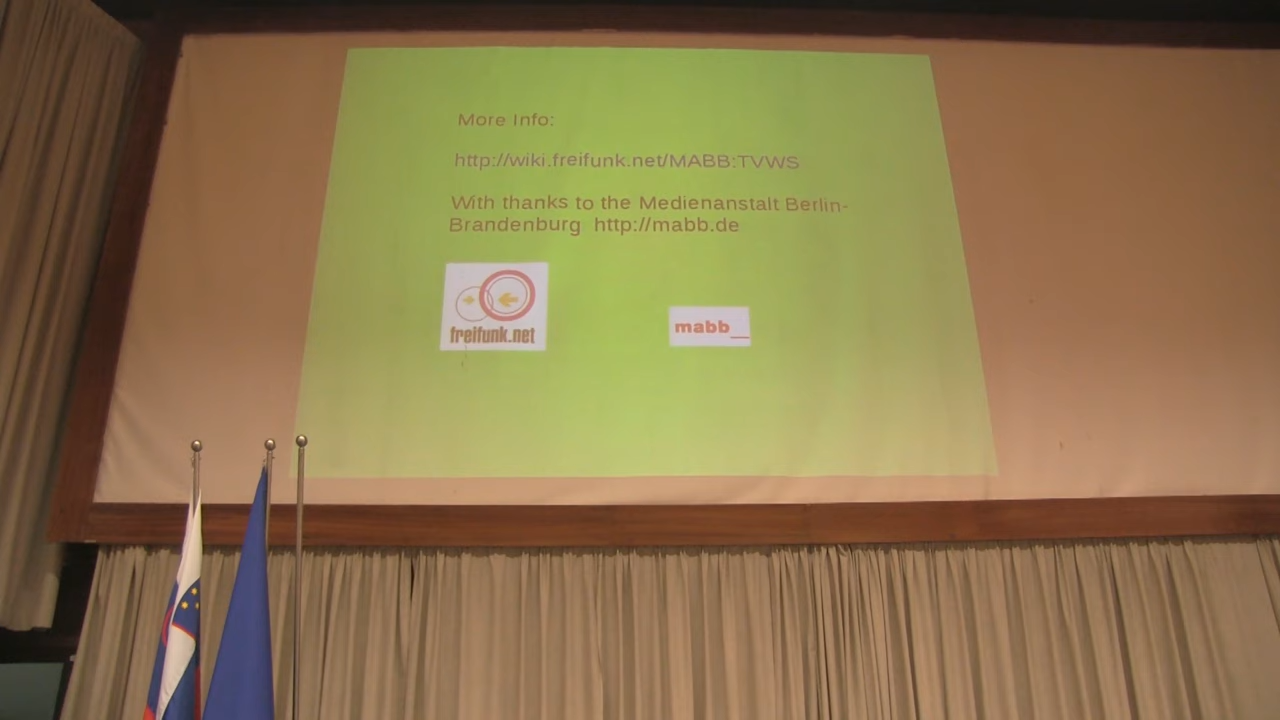 More Info:
http://wiki.freifunk.net/MABB:TVWS
With thanks to the Medienanstalt Berlin-
Brandenburg http://mabb.de
freifunk.net
mabb_